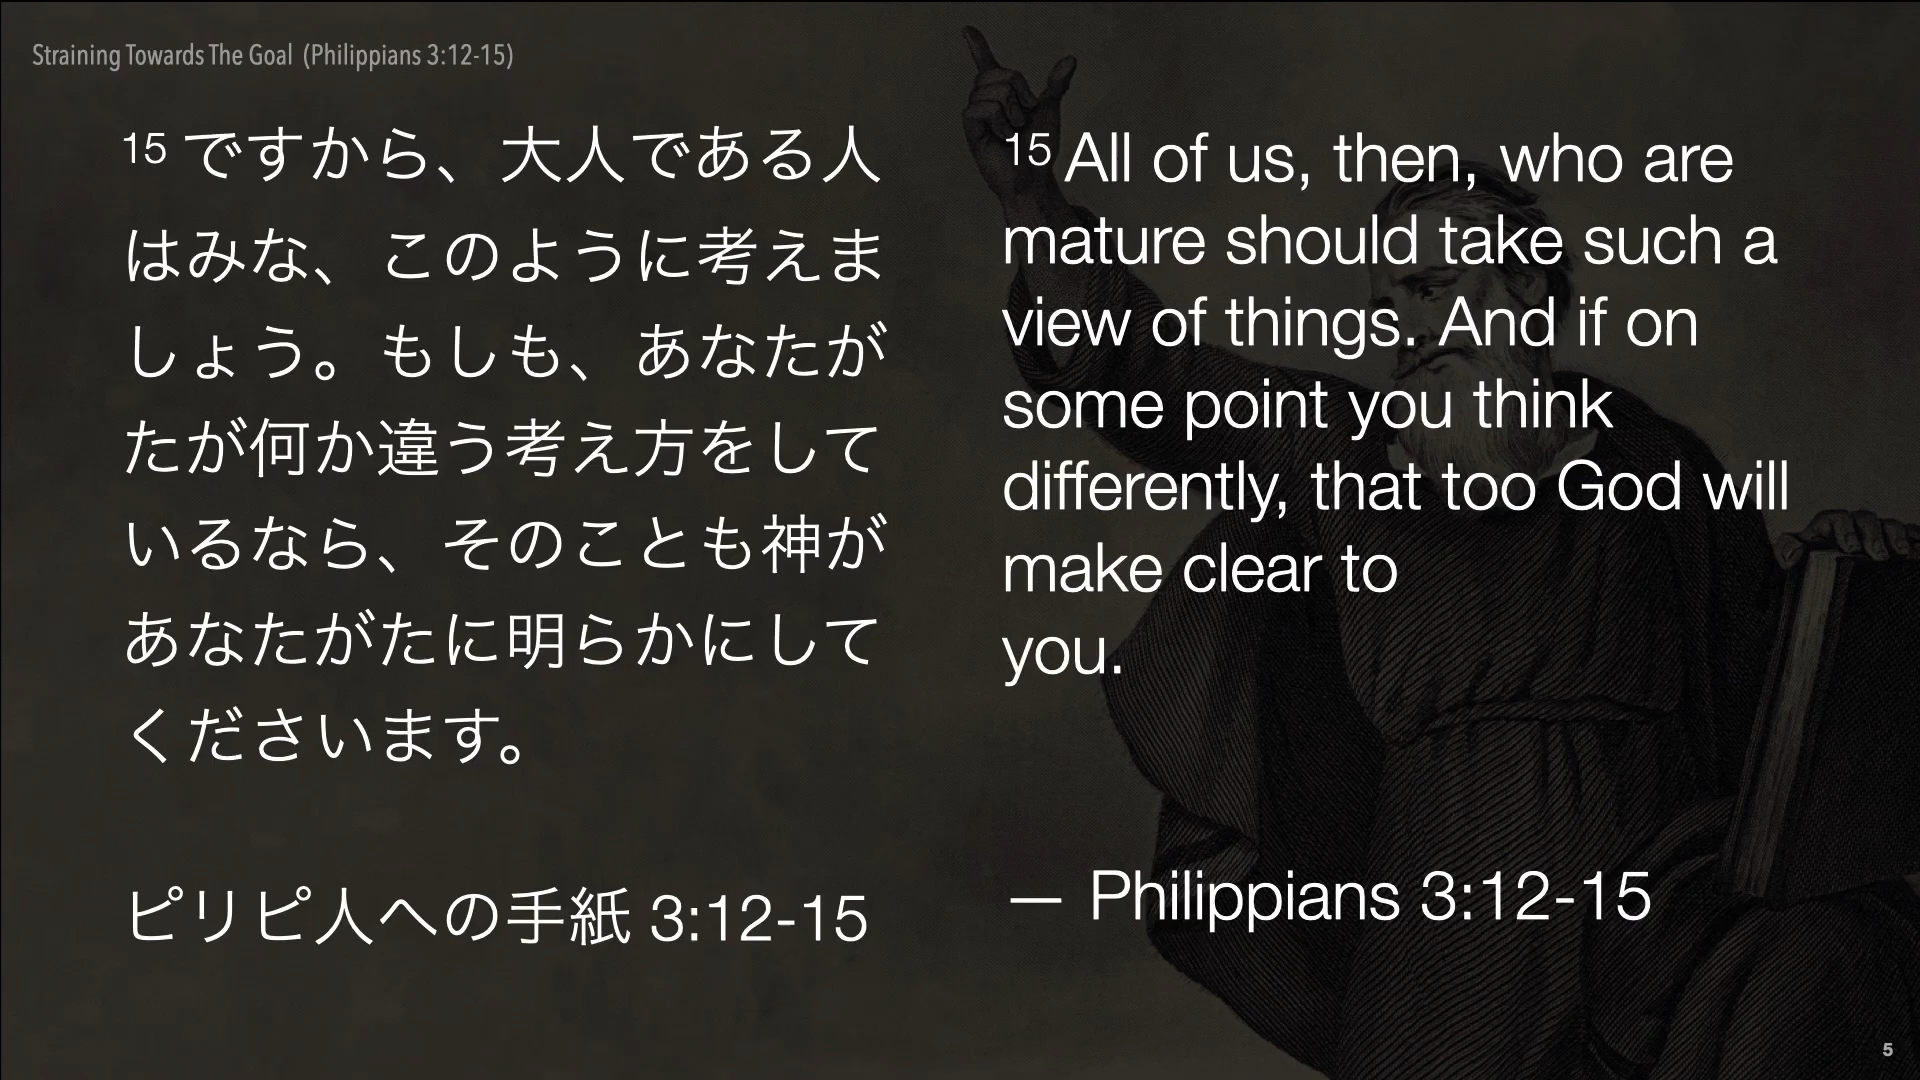 Straining Towards The Goal (Philippians 3:12-15)
15 ですから、大人である人
はみな、このように考えま
しょう。もしも、あなたが
たが何か違う考え方をして
いるなら、そのことも神が
あなたがたに明らかにして
くださいます。
ピリピ人への手紙 3:12-15
15 All of us, then, who are
mature should take such a
view of things. And if on
some point you think
differently, that too God will
make clear to
you.
— Philippians 3:12-15
5